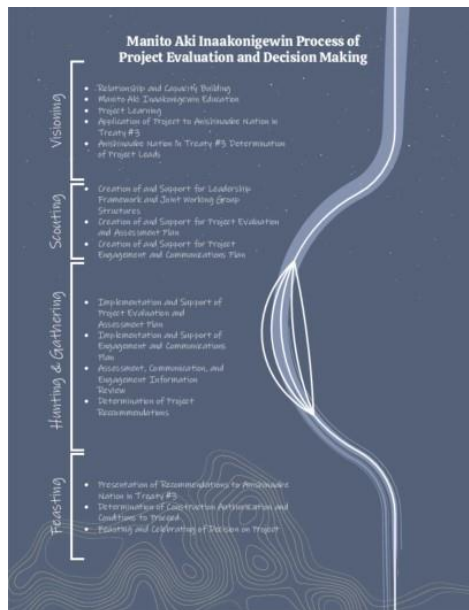 Manito Aki Inaakonigewin Process of
Project Evaluation and Decision Making
Visioning
• Relationship and Capacity Building
• Manito Aki Inaakonigewin Education
• Project Learning
• Application of Project to Anishinaabe Nation in
Treaty #3
• Anishinaabe Nation in Treaty #3 Determination
of Project Leads
Scouting
• Creation of and Support for Leadership
Framework and Joint Working Group
Structures
• Creation of and Support for Project Evaluation
and Assessment Plan
• Creation of and Support for Project
Engagement and Communications Plan
Hunting & Gathering
• Implementation and Support of
Project Evaluation and
Assessment Plan
• Implementation and Support of
Engagement and Communications
Plan
• Assessment, Communication, and
Engagement Information
Review
• Determination of Project
Recommendations
Feasting
• Presentation of Recommendations to Anishinaabe
Nation in Treaty #3
• Determination of Construction Authorization and
Conditions to Proceed
• Feasting and Celebrating of Decision on Project